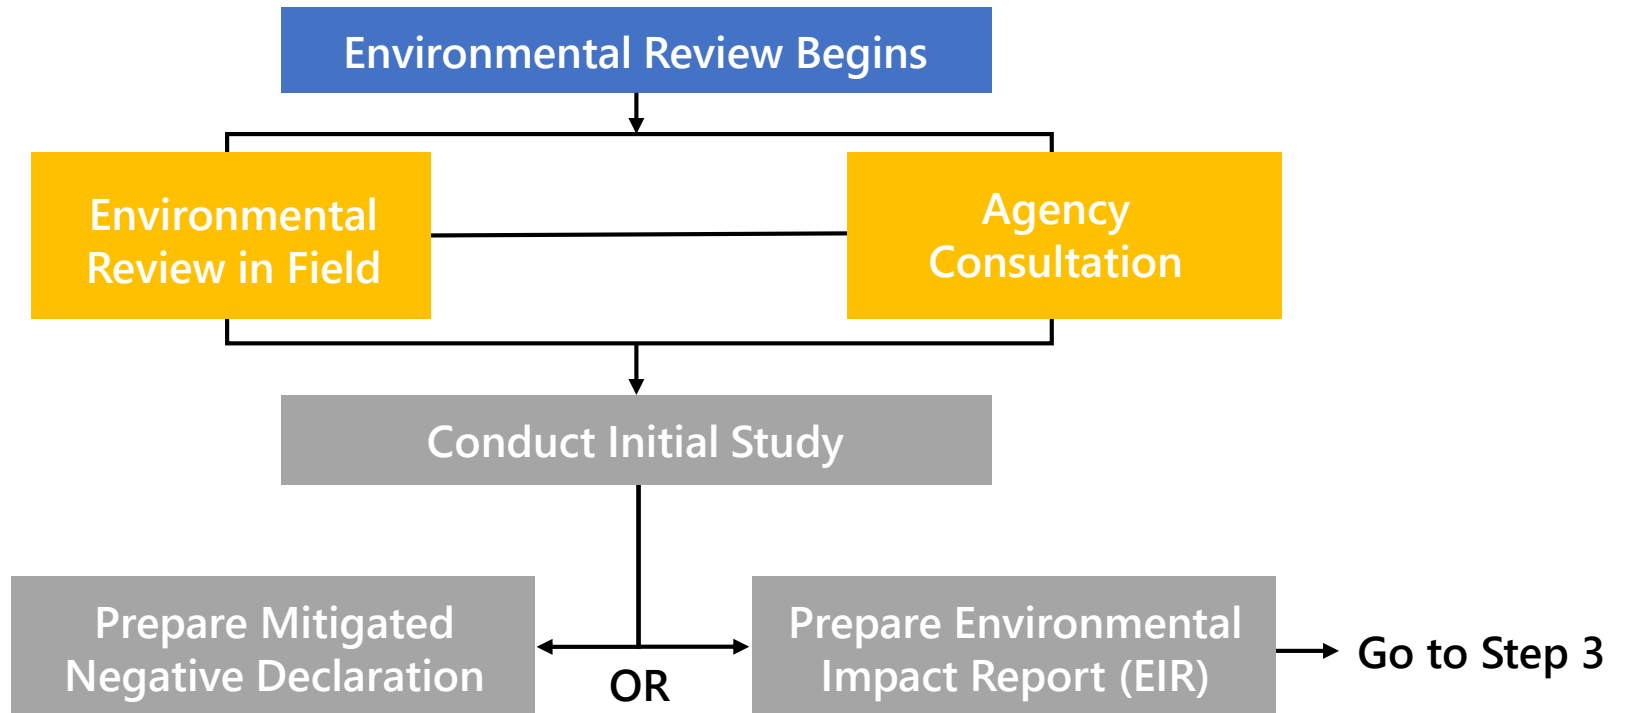 Environmental Review Begins
Environmental
Review in Field
Agency
Consultation
Conduct Initial Study
Prepare Mitigated
Negative Declaration
OR
Prepare Environmental
Impact Report (EIR)
Go to Step 3